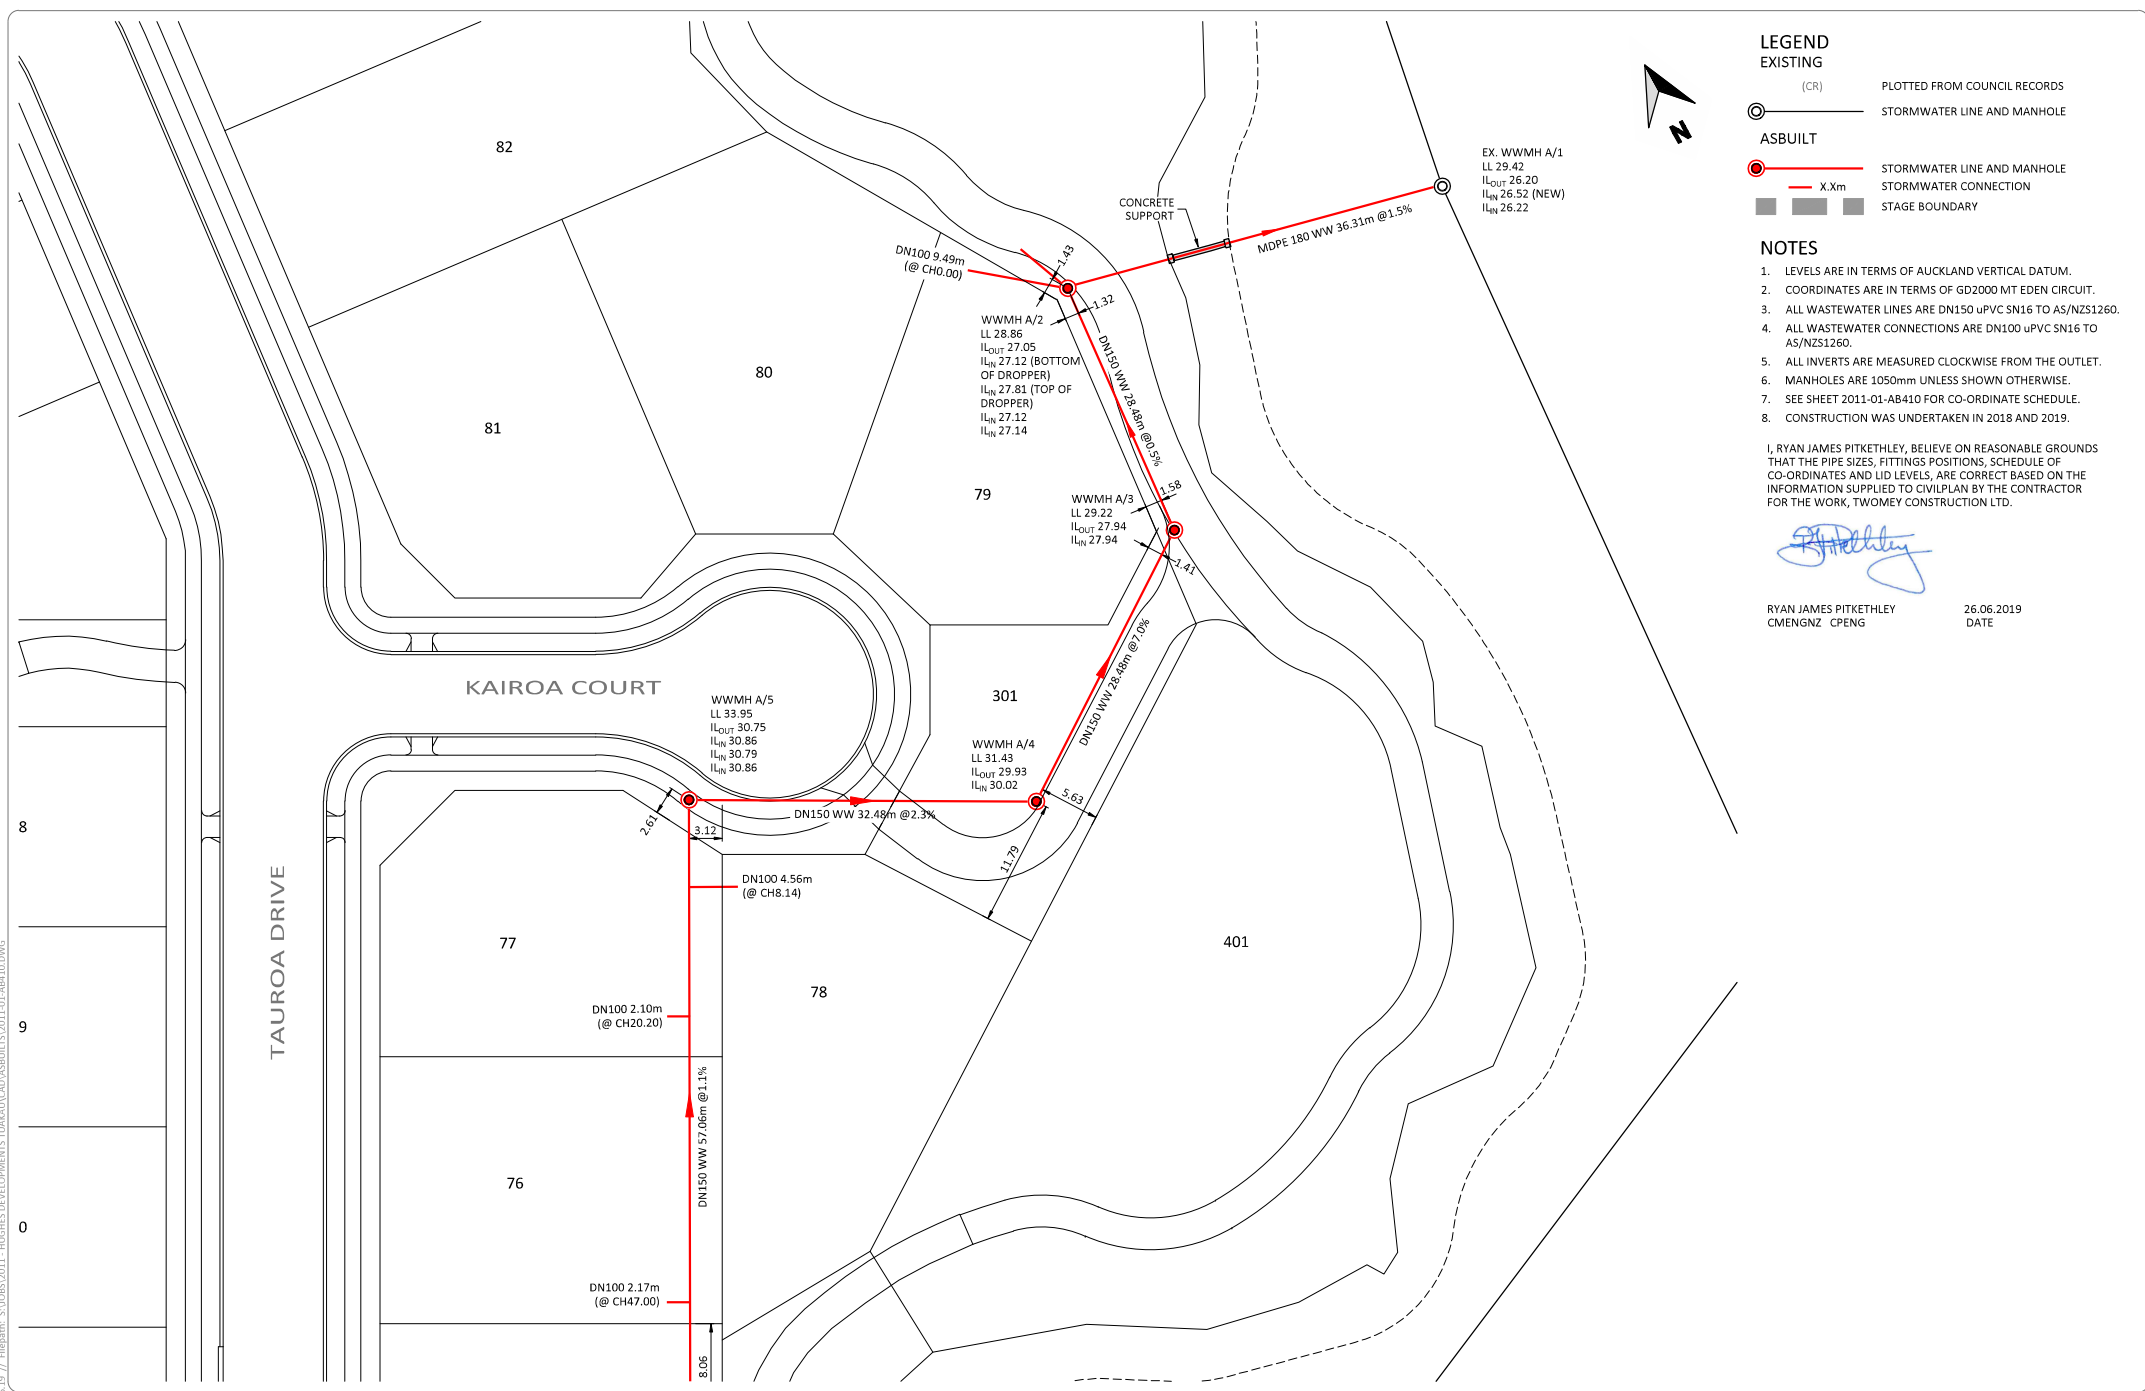 82
81
80
79
301
77
78
76
401
8
9
0
KAIROA COURT
TAUROA DRIVE
DN100 9.49m
(@ CH0.00)
1.43
1.32
CONCRETE
SUPPORT
MDPE 180 WW 36.31m @1.5%
EX. WWMH A/1
LL 29.42
ILOUT 26.20
ILIN 26.52 (NEW)
ILIN 26.22
WWMH A/2
LL 28.86
ILOUT 27.05
ILIN 27.12 (BOTTOM
OF DROPPER)
ILIN 27.81 (TOP OF
DROPPER)
ILIN 27.12
ILIN 27.14
DN150 WW 28.48m @0.5%
WWMH A/3
LL 29.22
ILOUT 27.94
ILIN 27.94
1.58
1.41
DN150 WW 28.48m @7.0%
WWMH A/5
LL 33.95
ILOUT 30.75
ILIN 30.86
ILIN 30.79
ILIN 30.86
WWMH A/4
LL 31.43
ILOUT 29.93
ILIN 30.02
DN150 WW 32.48m @2.3%
5.63
11.79
2.61
3.12
DN100 4.56m
(@ CH8.14)
DN100 2.10m
(@ CH20.20)
DN150 WW 57.06m @1.1%
DN100 2.17m
(@ CH47.00)
8.06
N
LEGEND
EXISTING
(CR) PLOTTED FROM COUNCIL RECORDS
STORMWATER LINE AND MANHOLE
ASBUILT
STORMWATER LINE AND MANHOLE
X.Xm STORMWATER CONNECTION
STAGE BOUNDARY
NOTES
1. LEVELS ARE IN TERMS OF AUCKLAND VERTICAL DATUM.
2. COORDINATES ARE IN TERMS OF GD2000 MT EDEN CIRCUIT.
3. ALL WASTEWATER LINES ARE DN150 uPVC SN16 TO AS/NZS1260.
4. ALL WASTEWATER CONNECTIONS ARE DN100 uPVC SN16 TO
AS/NZS1260.
5. ALL INVERTS ARE MEASURED CLOCKWISE FROM THE OUTLET.
6. MANHOLES ARE 1050mm UNLESS SHOWN OTHERWISE.
7. SEE SHEET 2011-01-AB410 FOR CO-ORDINATE SCHEDULE.
8. CONSTRUCTION WAS UNDERTAKEN IN 2018 AND 2019.
I, RYAN JAMES PITKETHLEY, BELIEVE ON REASONABLE GROUNDS
THAT THE PIPE SIZES, FITTINGS POSITIONS, SCHEDULE OF
CO-ORDINATES AND LID LEVELS, ARE CORRECT BASED ON THE
INFORMATION SUPPLIED TO CIVILPLAN BY THE CONTRACTOR
FOR THE WORK, TWOMEY CONSTRUCTION LTD.
RYAN JAMES PITKETHLEY 26.06.2019
CMENGNZ CPENG DATE